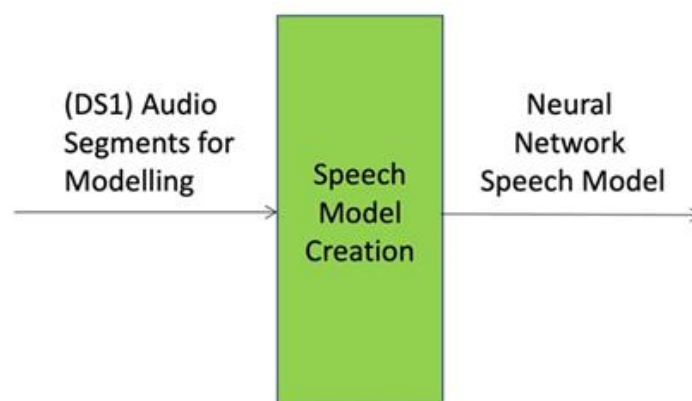 (DS1) Audio
Segments for
Modelling
Speech
Model
Creation
Neural
Network
Speech Model